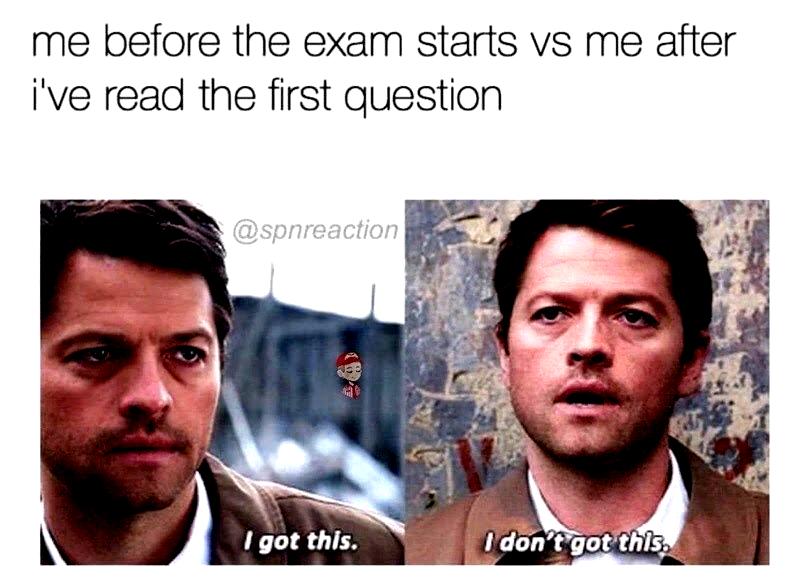 me before the exam starts vs me after
i've read the first question
@spnreaction
I got this.
I don't got this.